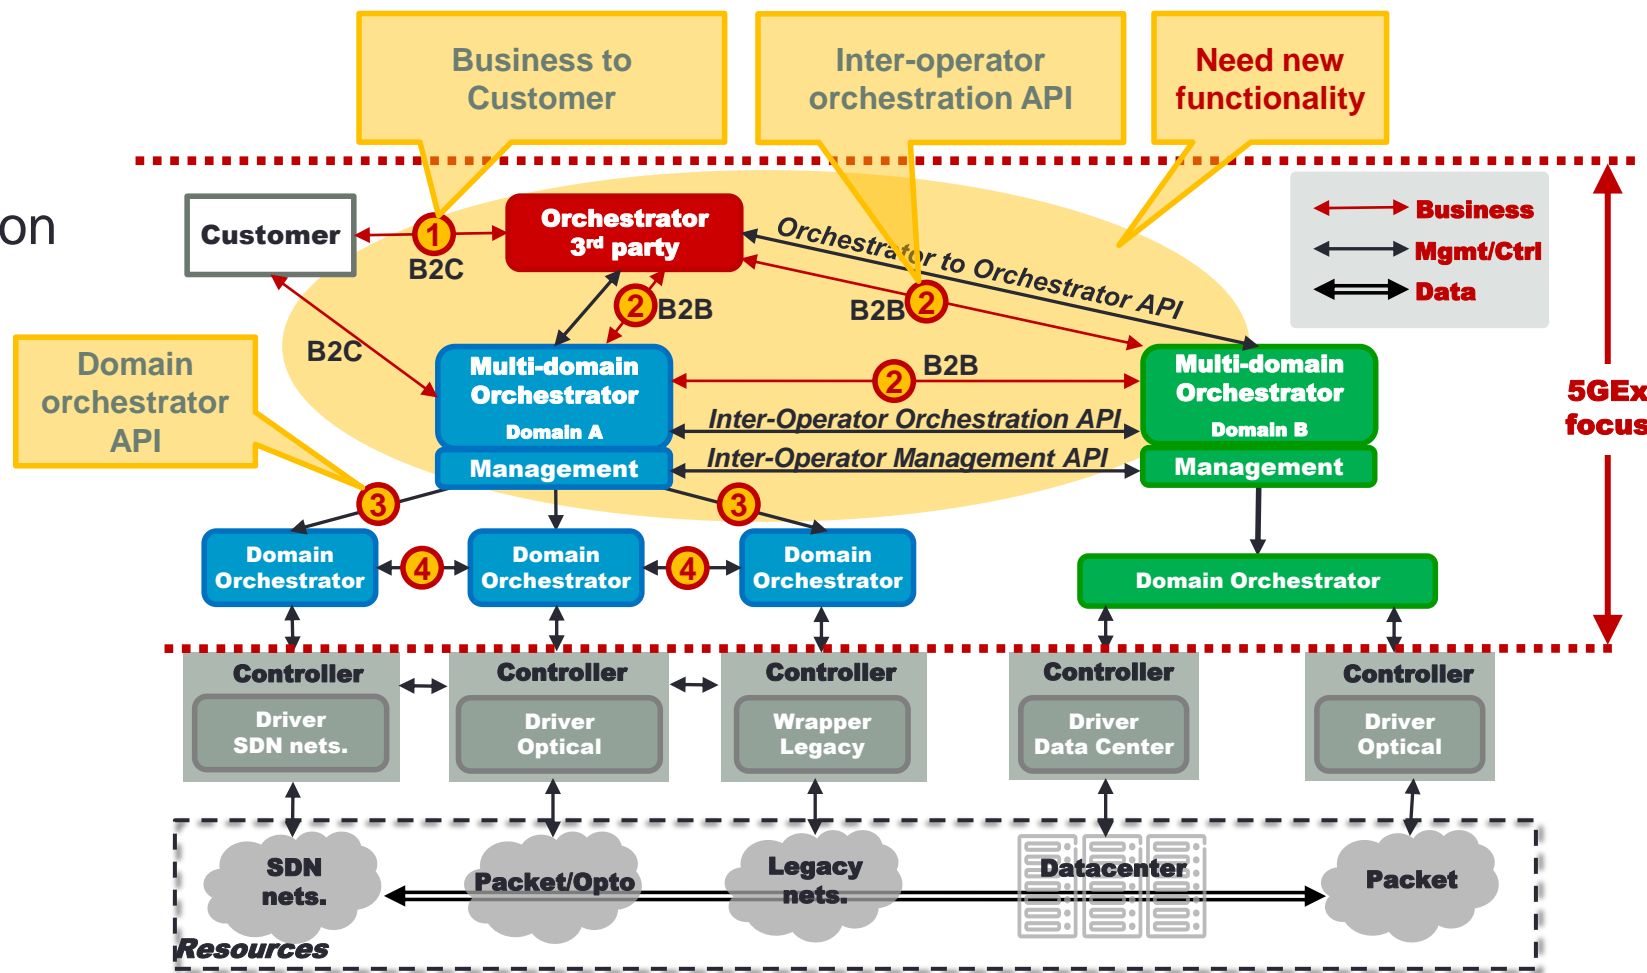 Business to
Customer
Inter-operator
orchestration API
Need new
functionality
on
Customer
1
B2C
Orchestrator
3rd party
Orchestrator to Orchestrator API
Business
Mgmt/Ctrl
Data
2
B2B
B2B
2
B2C
Domain
orchestrator
API
Multi-domain
Orchestrator
Domain A
Management
2
B2B
Inter-Operator Orchestration API
Inter-Operator Management API
Multi-domain
Orchestrator
Domain B
Management
5GEx
focus
3
3
Domain
Orchestrator
4
Domain
Orchestrator
4
Domain
Orchestrator
Domain Orchestrator
Controller
Driver
SDN nets.
Controller
Driver
Optical
Controller
Wrapper
Legacy
Controller
Driver
Data Center
Controller
Driver
Optical
SDN
nets.
Packet/Opto
Legacy
nets.
Datacenter
Packet
Resources